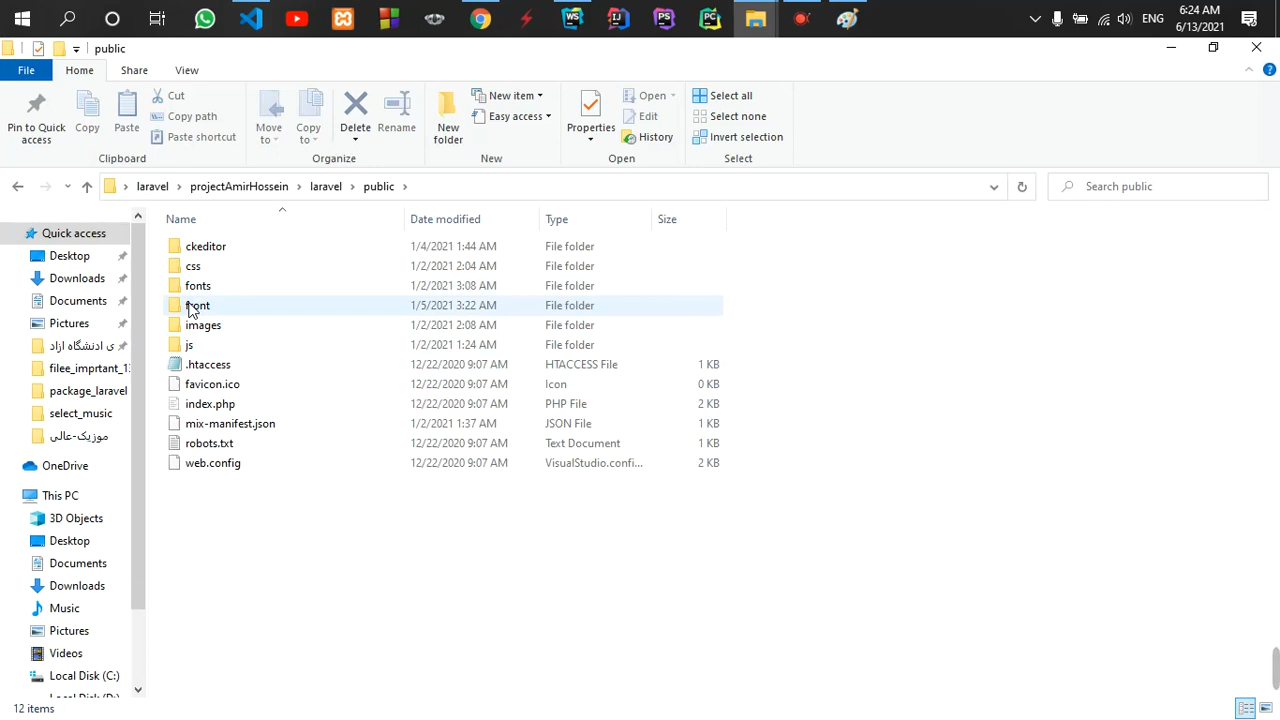 WS
IJ
PS
PC
ENG
6:24 AM
6/13/2021
public
File
Home
Share
View
Pin to Quick access
Copy
Paste
Cut
Copy path
Paste shortcut
Clipboard
Move to
Copy to
Delete
Rename
Organize
New folder
New item
Easy access
New
Properties
Open
Edit
History
Open
Select all
Select none
Invert selection
Select
laravel > projectAmirHossein > laravel > public >
Search public
Name Date modified Type Size
ckeditor 1/4/2021 1:44 AM File folder
css 1/2/2021 2:04 AM File folder
fonts 1/2/2021 3:08 AM File folder
front 1/5/2021 3:22 AM File folder
images 1/2/2021 2:08 AM File folder
js 1/2/2021 1:24 AM File folder
.htaccess 12/22/2020 9:07 AM HTACCESS File 1 KB
favicon.ico 12/22/2020 9:07 AM Icon 0 KB
index.php 12/22/2020 9:07 AM PHP File 2 KB
mix-manifest.json 1/2/2021 1:37 AM JSON File 1 KB
robots.txt 12/22/2020 9:07 AM Text Document 1 KB
web.config 12/22/2020 9:07 AM VisualStudio.confi... 2 KB
Quick access
Desktop
Downloads
Documents
Pictures
ی ادنشگاه ازاد
filee_imprtant_13
package_laravel
select_music
موزیک-عالی
OneDrive
This PC
3D Objects
Desktop
Documents
Downloads
Music
Pictures
Videos
Local Disk (C:)
12 items